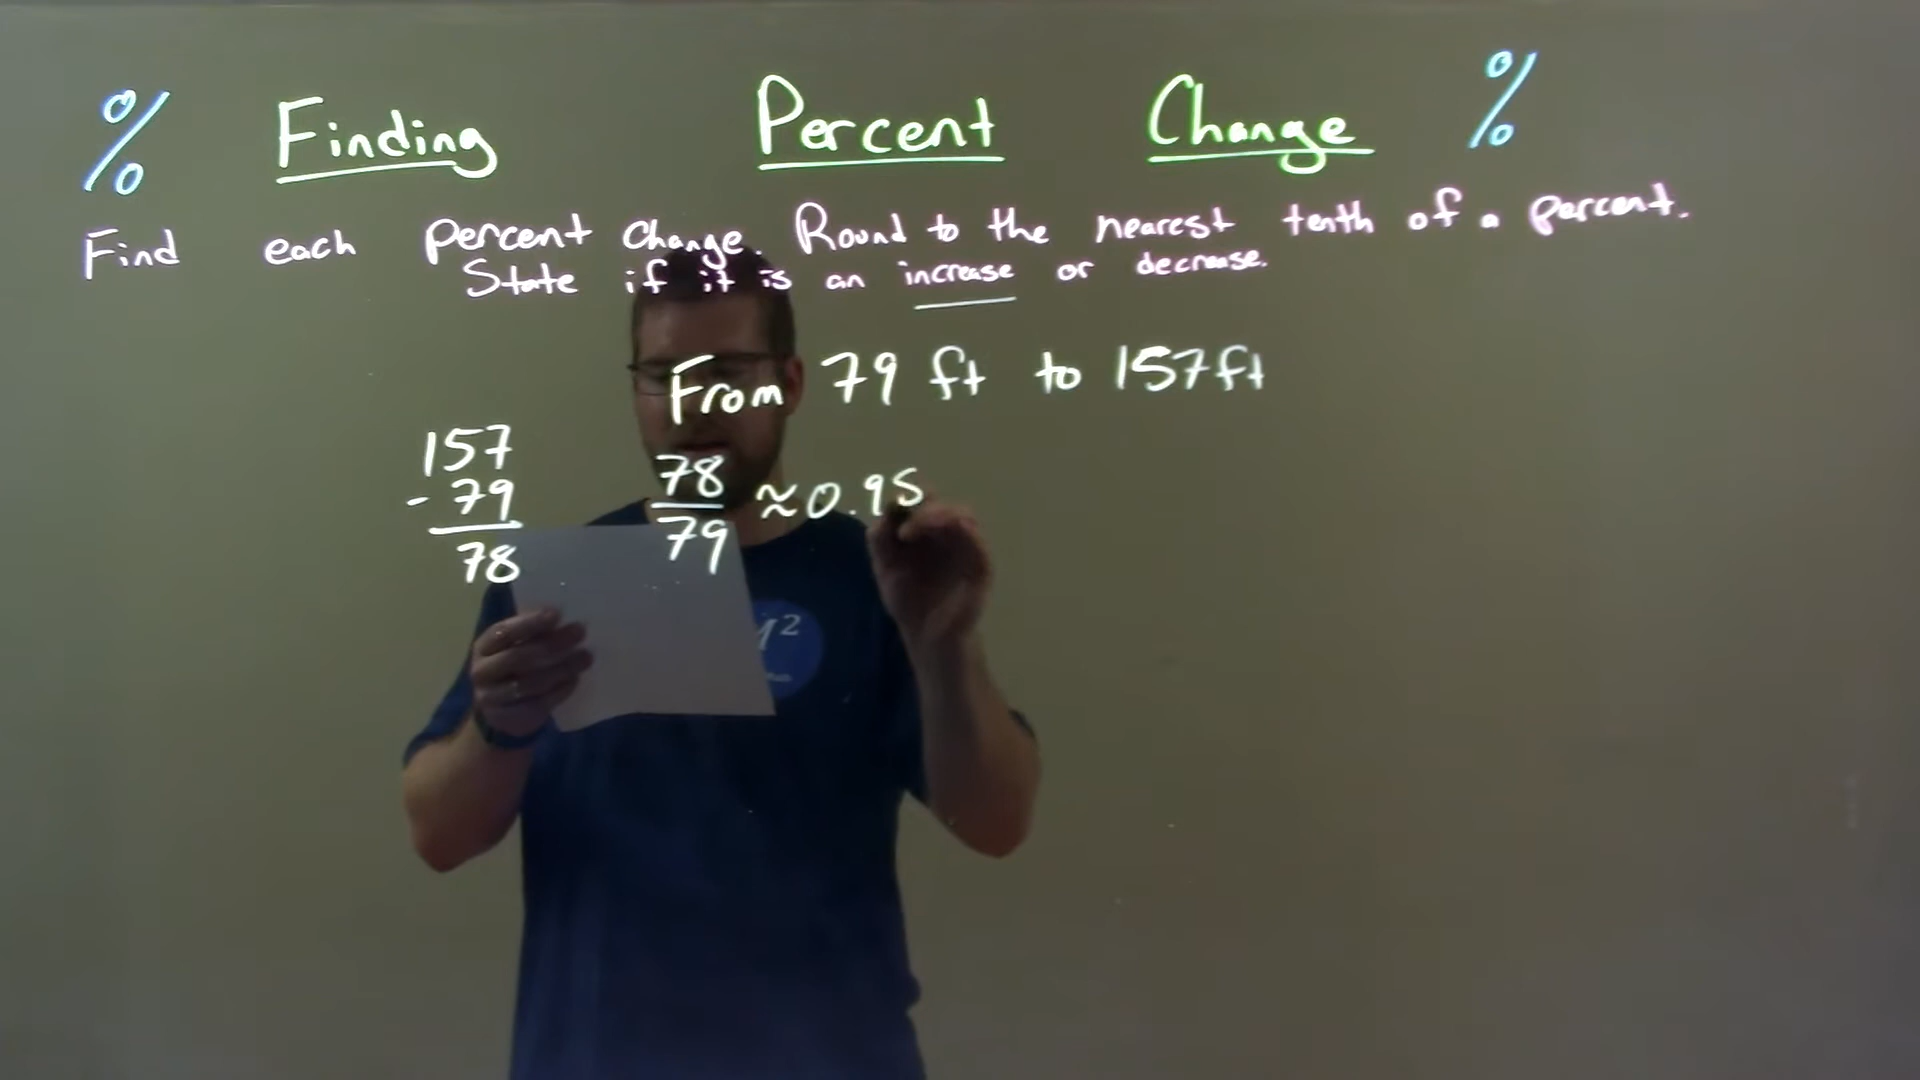 % Finding Percent Change %
Find each percent change. Round to the nearest tenth of a percent.
State if it is an increase or decrease.
From 79 ft to 157 ft
157
- 79
78
78
79
≈ 0.9